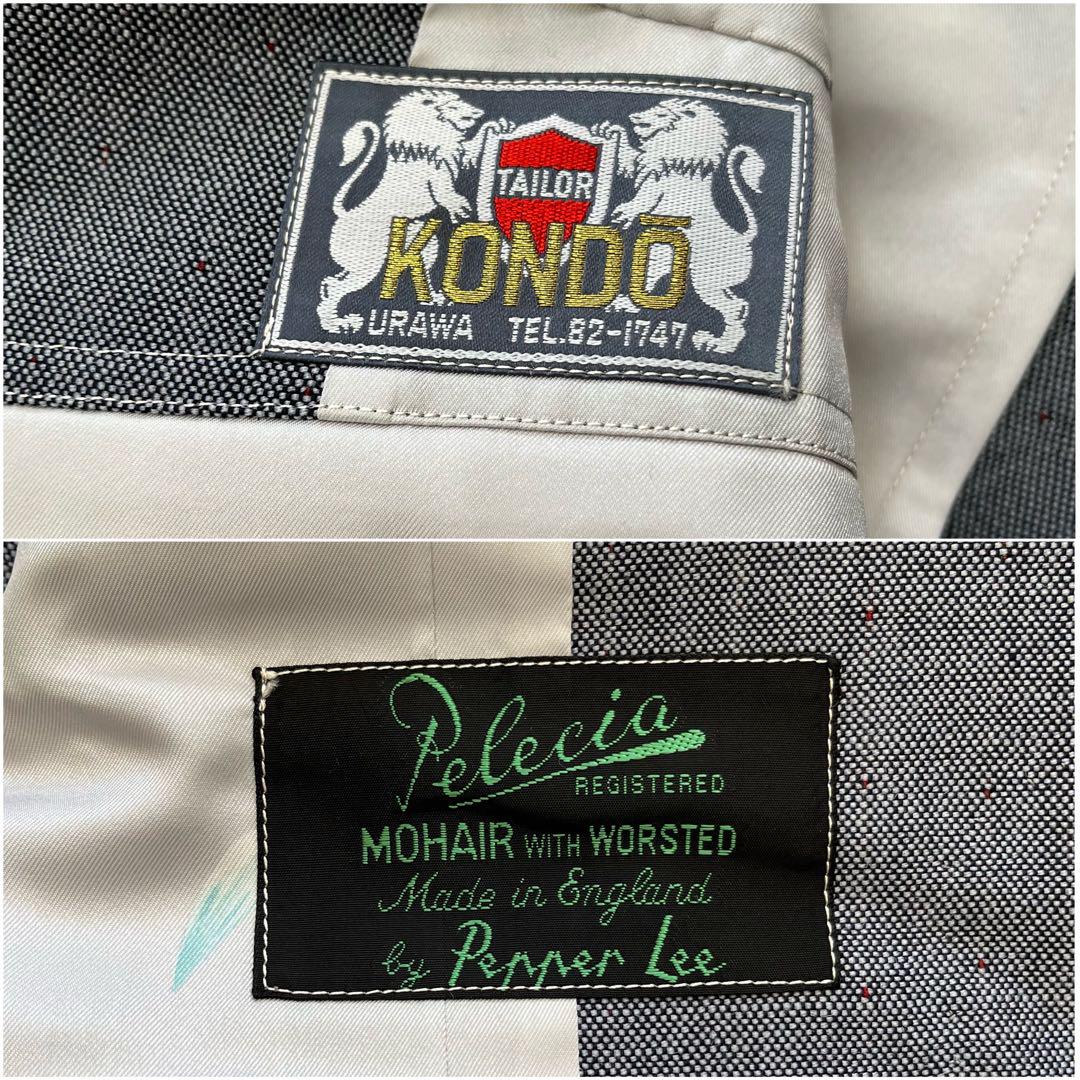 TAILOR
KONDŌ
URAWA TEL.82-1747
Pelecia
REGISTERED
MOHAIR WITH WORSTED
Made in England
by Pepper Lee